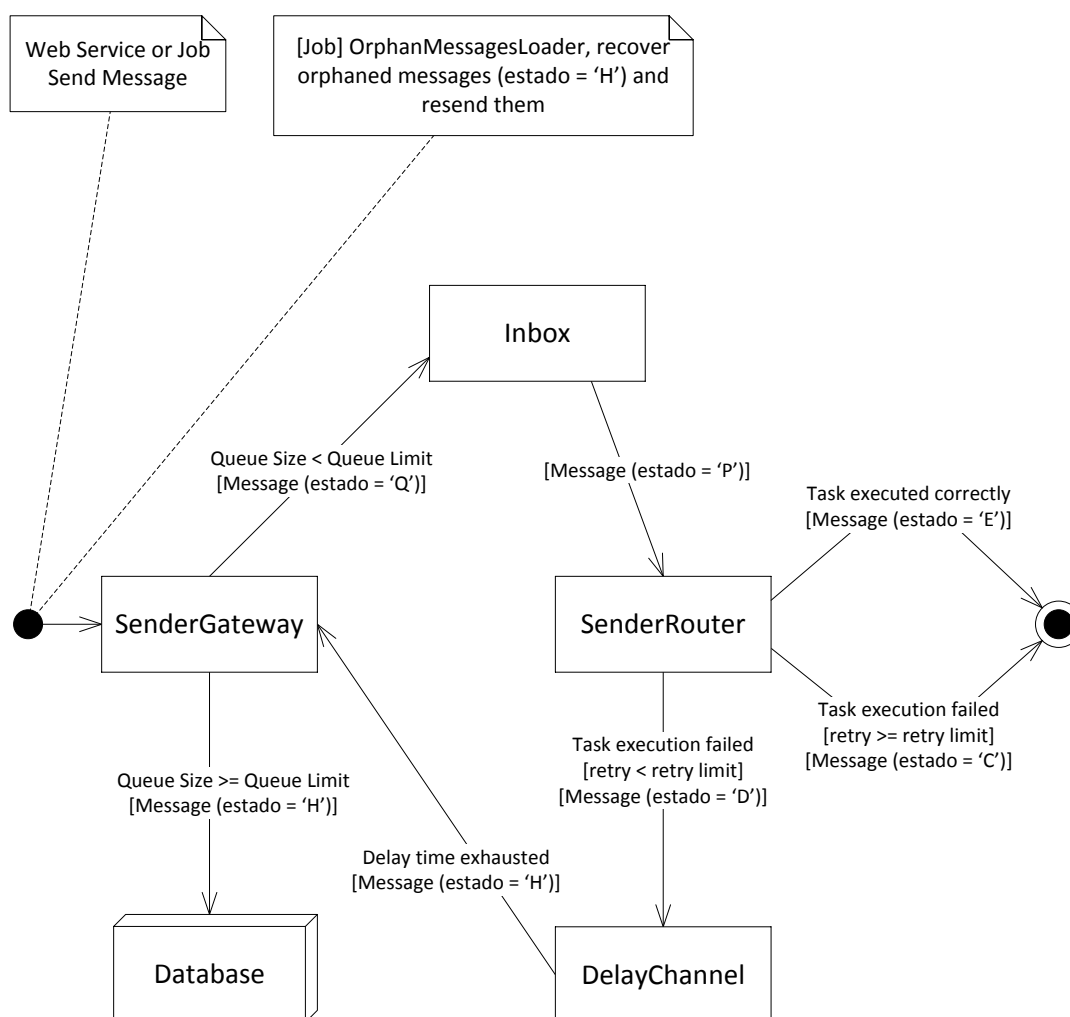 Web Service or Job
Send Message
[Job] OrphanMessagesLoader, recover
orphaned messages (estado = ‘H’) and
resend them
Inbox
Queue Size < Queue Limit
[Message (estado = ‘Q’)]
[Message (estado = ‘P’)]
Task executed correctly
[Message (estado = ‘E’)]
SenderGateway
SenderRouter
Task execution failed
[retry >= retry limit]
[Message (estado = ‘C’)]
Task execution failed
[retry < retry limit]
[Message (estado = ‘D’)]
Queue Size >= Queue Limit
[Message (estado = ‘H’)]
Delay time exhausted
[Message (estado = ‘H’)]
Database
DelayChannel